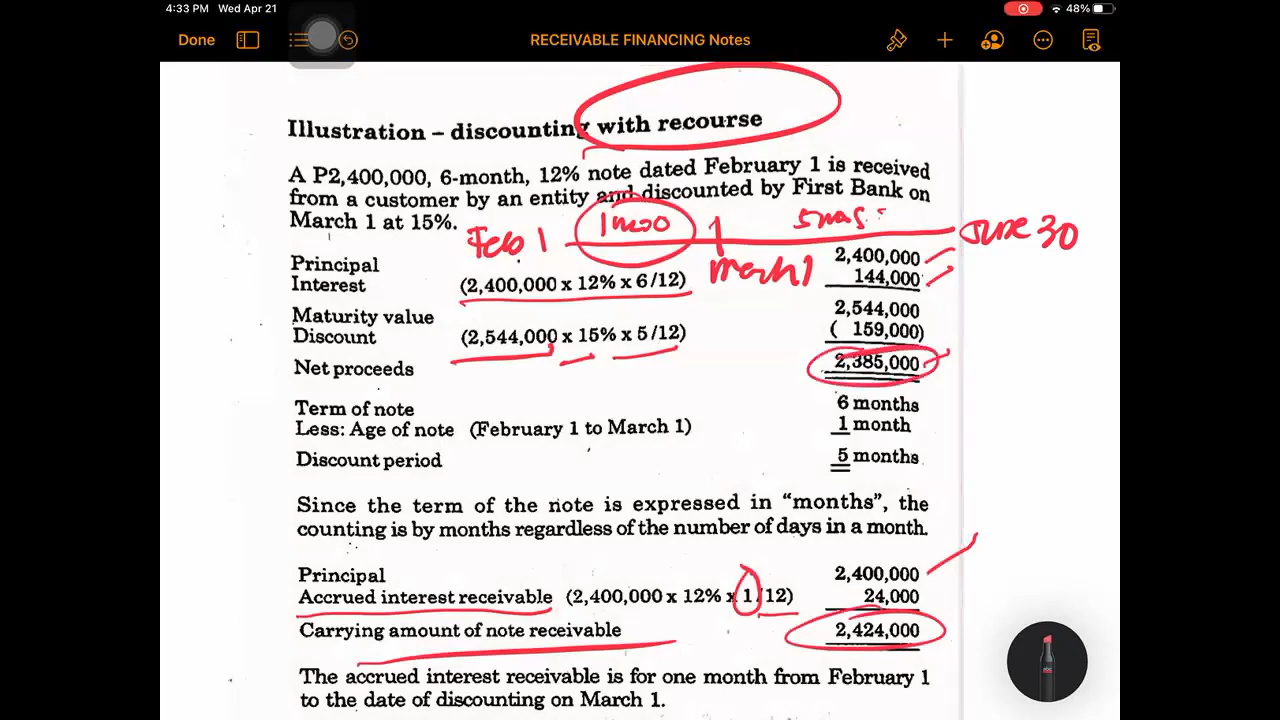 4:33 PM Wed Apr 21
48%
Done
RECEIVABLE FINANCING Notes
Illustration – discounting with recourse
A P2,400,000, 6-month, 12% note dated February 1 is received
from a customer by an entity and discounted by First Bank on
March 1 at 15%.
Feb 1 1 mo 5 mos June 30
March 1
Principal 2,400,000
Interest (2,400,000 x 12% x 6/12) 144,000
Maturity value 2,544,000
Discount (2,544,000 x 15% x 5/12) ( 159,000)
Net proceeds 2,385,000
Term of note 6 months
Less: Age of note (February 1 to March 1) 1 month
Discount period 5 months
Since the term of the note is expressed in “months”, the
counting is by months regardless of the number of days in a month.
Principal 2,400,000
Accrued interest receivable (2,400,000 x 12% x 1/12) 24,000
Carrying amount of note receivable 2,424,000
The accrued interest receivable is for one month from February 1
to the date of discounting on March 1.